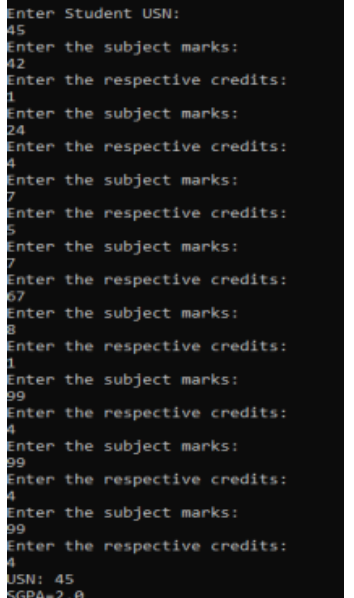 Enter Student USN:
45
Enter the subject marks:
42
Enter the respective credits:
1
Enter the subject marks:
24
Enter the respective credits:
4
Enter the subject marks:
7
Enter the respective credits:
5
Enter the subject marks:
7
Enter the respective credits:
67
Enter the subject marks:
8
Enter the respective credits:
1
Enter the subject marks:
99
Enter the respective credits:
4
Enter the subject marks:
99
Enter the respective credits:
4
Enter the subject marks:
99
Enter the respective credits:
4
USN: 45
SGPA=2.0